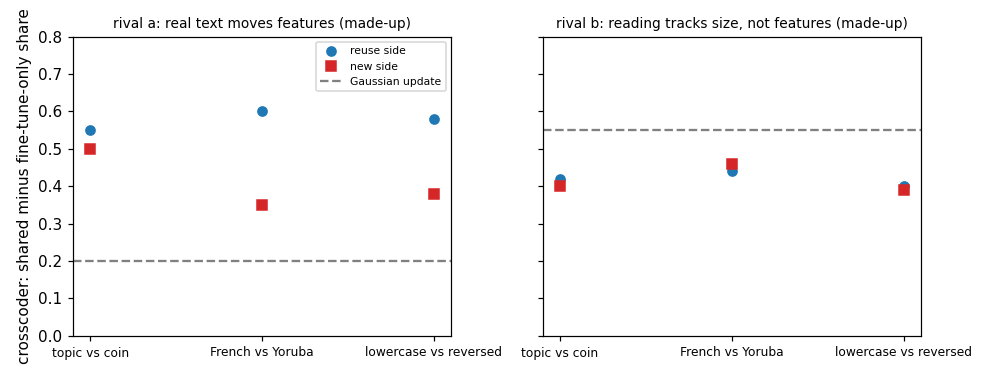 rival a: real text moves features (made-up)
rival b: reading tracks size, not features (made-up)
crosscoder: shared minus fine-tune-only share
0.8
0.7
0.6
0.5
0.4
0.3
0.2
0.1
0.0
reuse side
new side
Gaussian update
topic vs coin
French vs Yoruba
lowercase vs reversed
topic vs coin
French vs Yoruba
lowercase vs reversed